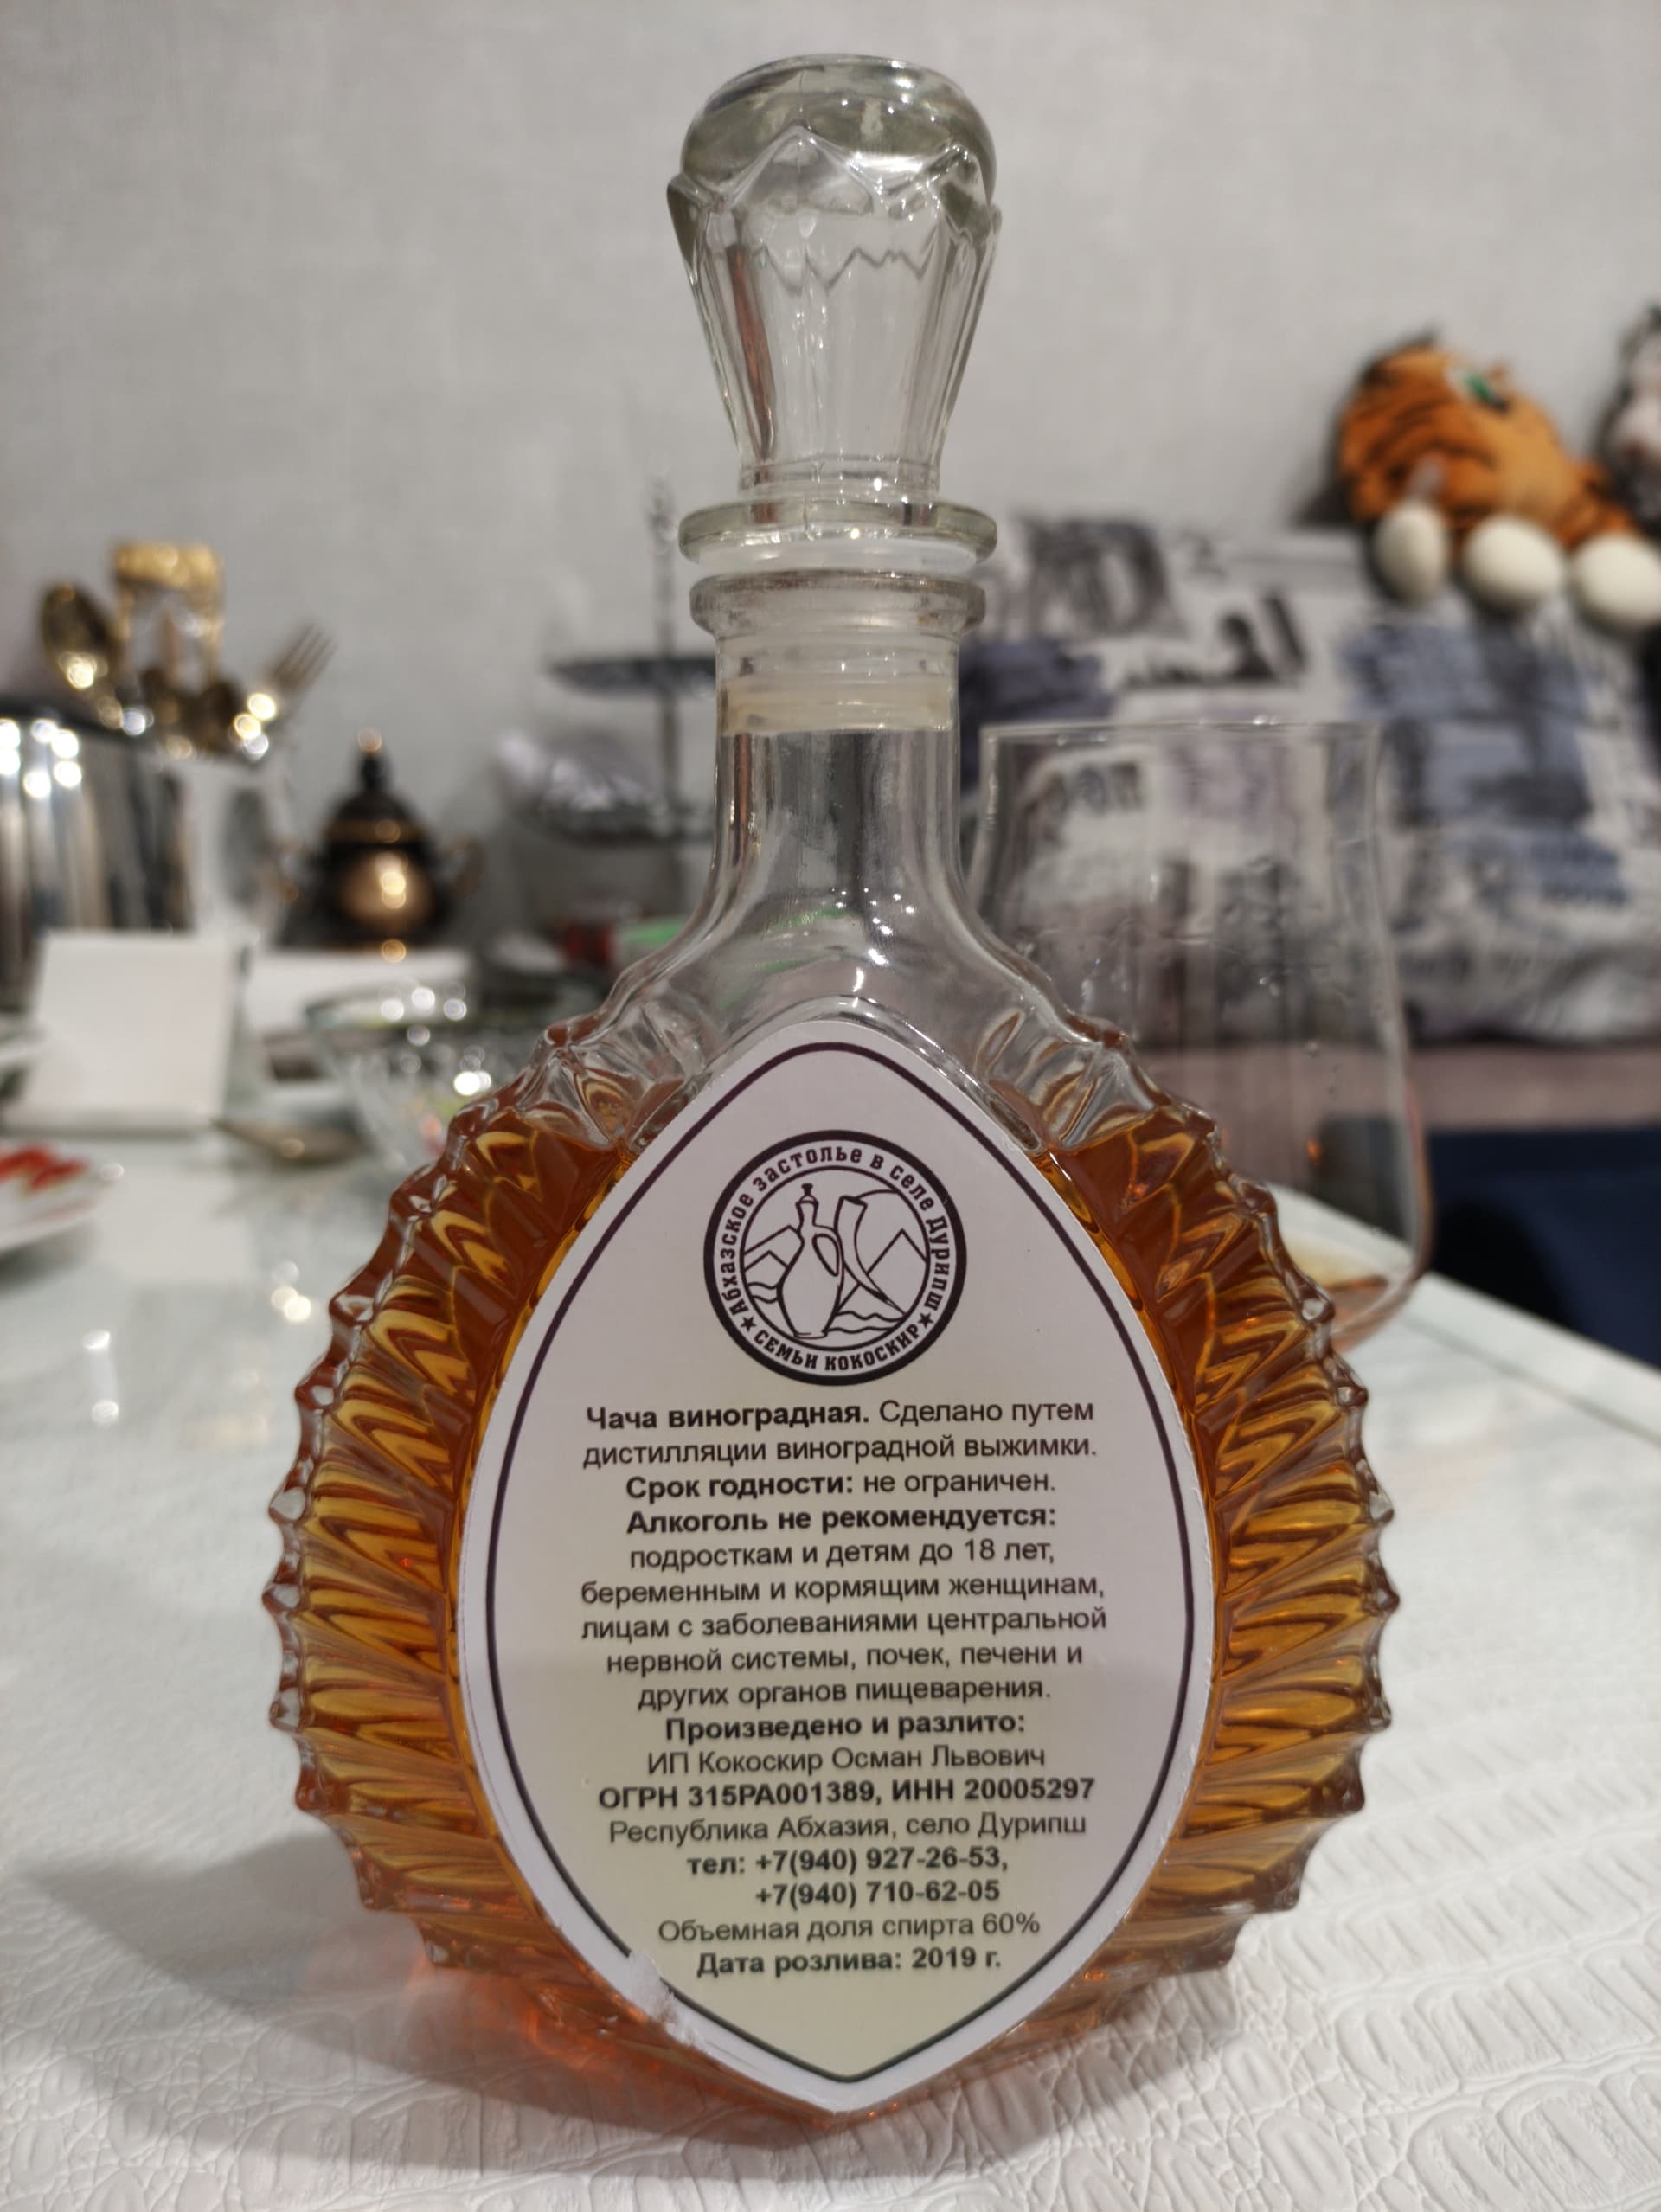 Абхазское застолье в селе Дурипш
★ СЕМЬИ КОКОСКИР ★
Чача виноградная. Сделано путем
дистилляции виноградной выжимки.
Срок годности: не ограничен.
Алкоголь не рекомендуется:
подросткам и детям до 18 лет,
беременным и кормящим женщинам,
лицам с заболеваниями центральной
нервной системы, почек, печени и
других органов пищеварения.
Произведено и разлито:
ИП Кокоскир Осман Львович
ОГРН 315РА001389, ИНН 20005297
Республика Абхазия, село Дурипш
тел: +7(940) 927-26-53,
+7(940) 710-62-05
Объемная доля спирта 60%
Дата розлива: 2019 г.